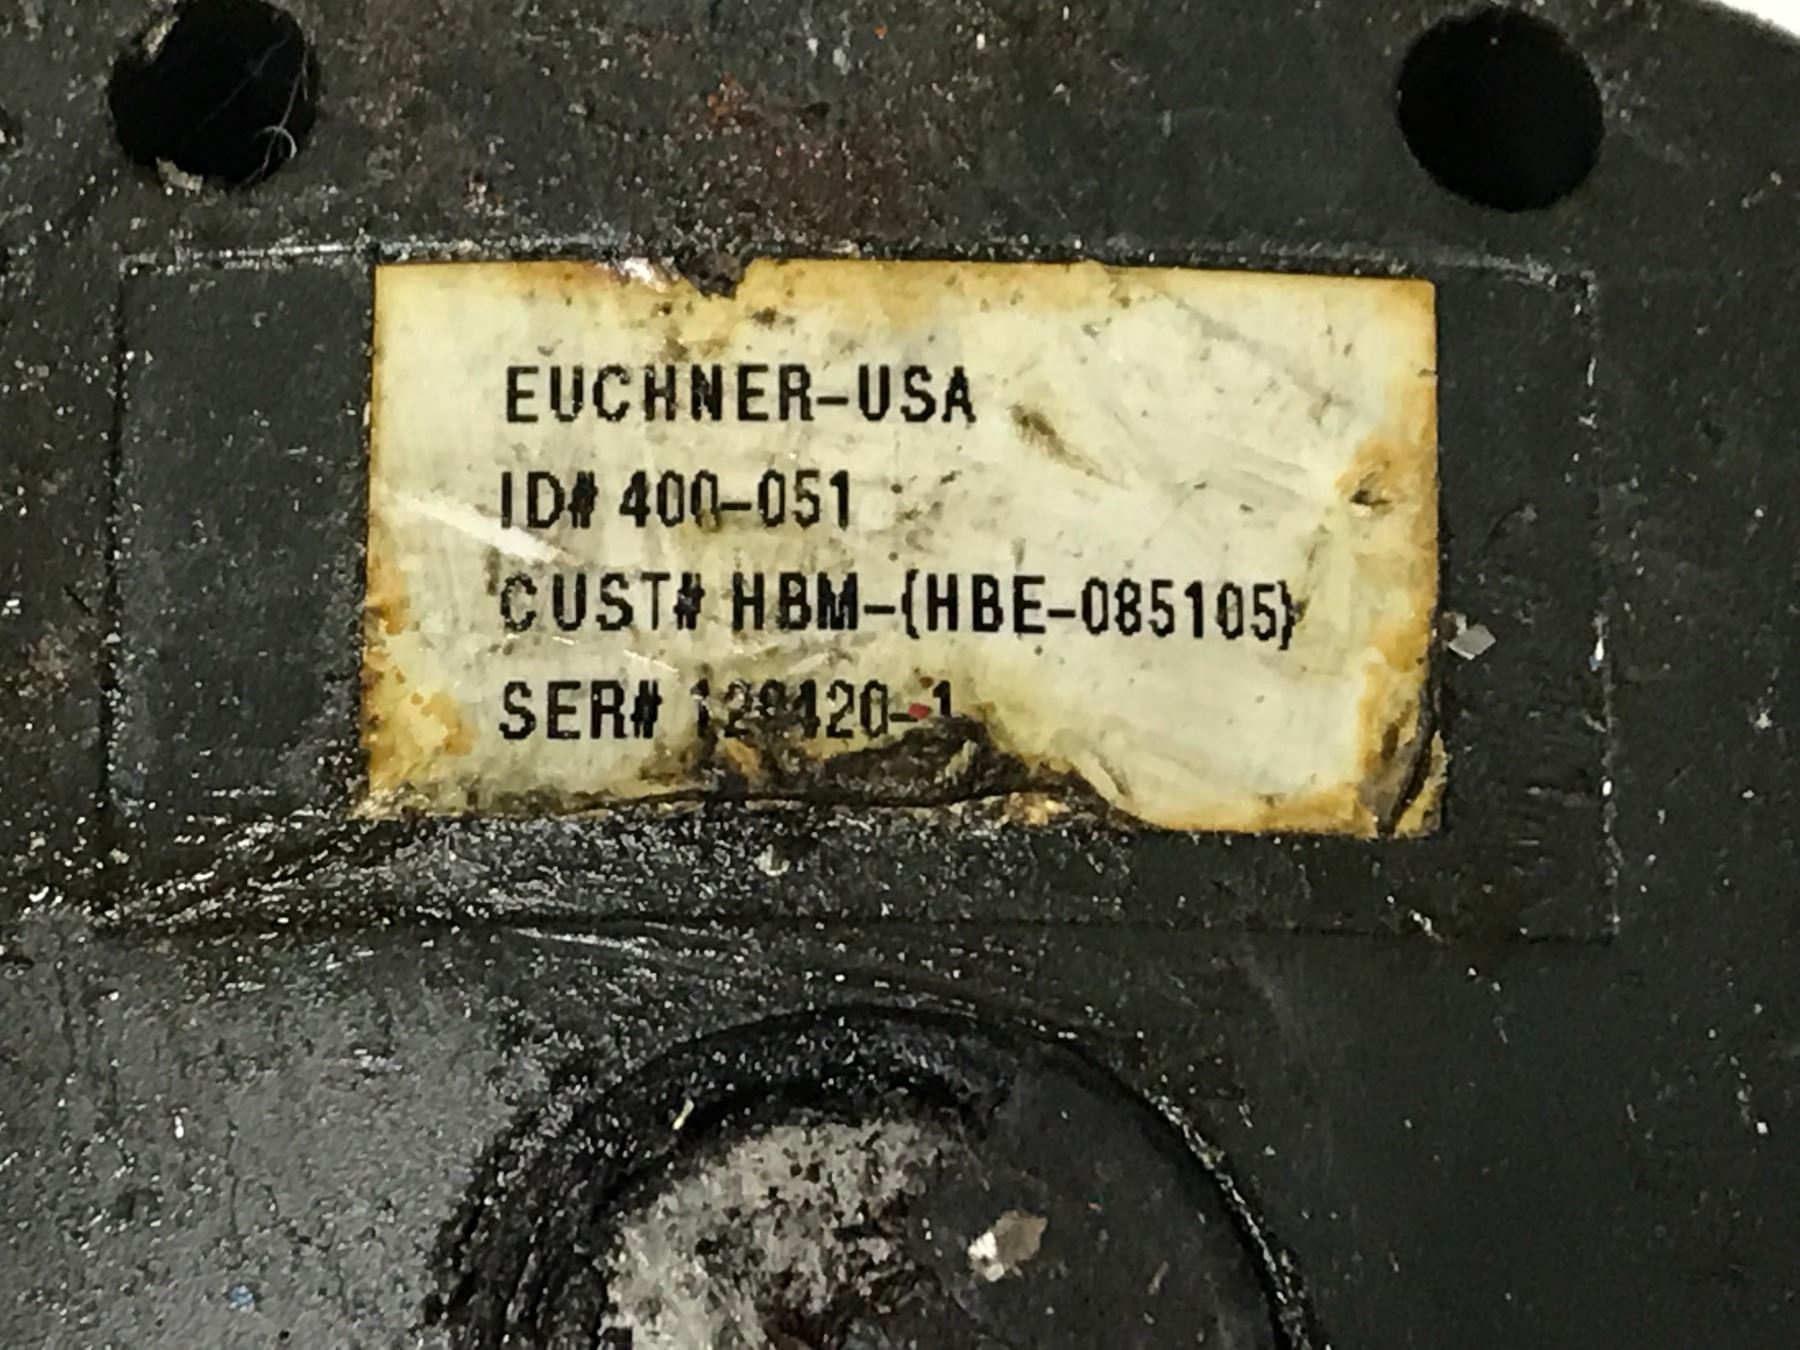 EUCHNER-USA
ID# 400-051
CUST# HBM-(HBE-085105)
SER#